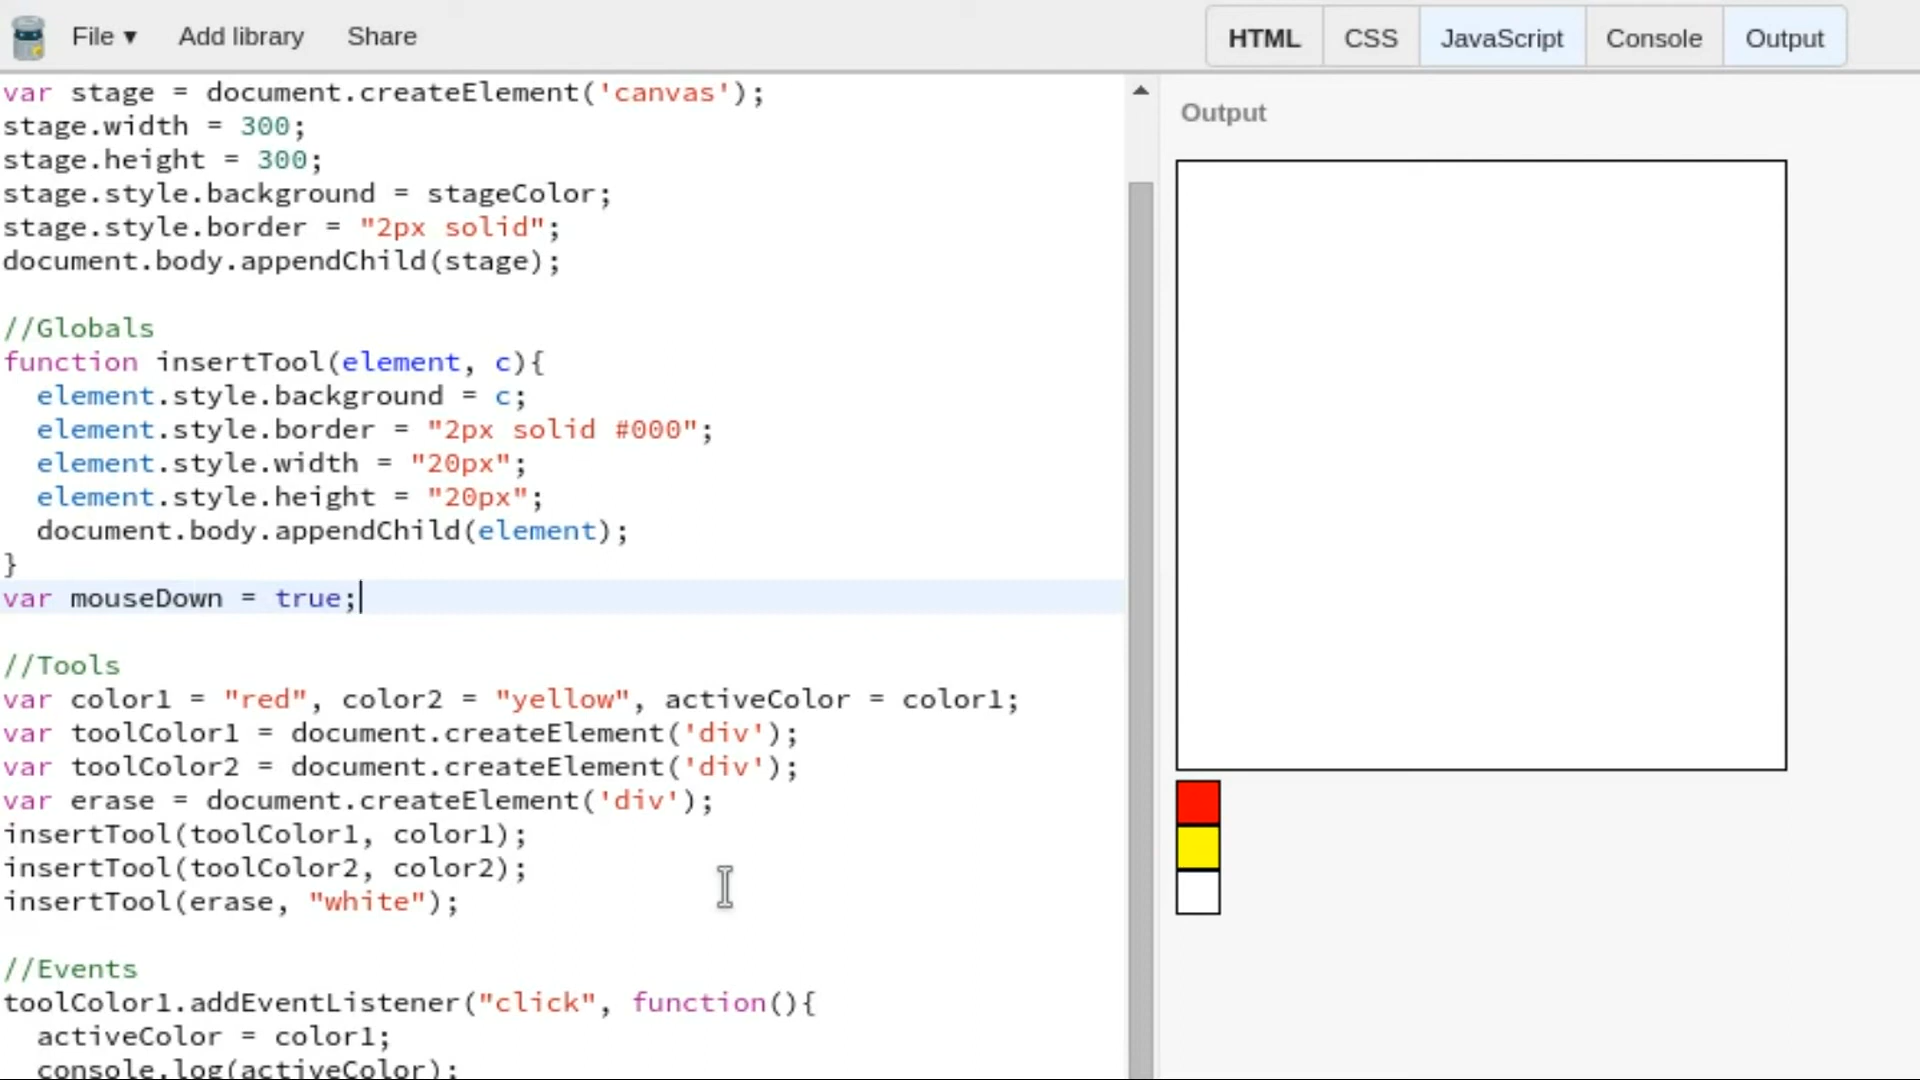 File ▾ Add library Share HTML CSS JavaScript Console Output
var stage = document.createElement('canvas');
stage.width = 300;
stage.height = 300;
stage.style.background = stageColor;
stage.style.border = "2px solid";
document.body.appendChild(stage);
//Globals
function insertTool(element, c){
  element.style.background = c;
  element.style.border = "2px solid #000";
  element.style.width = "20px";
  element.style.height = "20px";
  document.body.appendChild(element);
}
var mouseDown = true;
//Tools
var color1 = "red", color2 = "yellow", activeColor = color1;
var toolColor1 = document.createElement('div');
var toolColor2 = document.createElement('div');
var erase = document.createElement('div');
insertTool(toolColor1, color1);
insertTool(toolColor2, color2);
insertTool(erase, "white");
//Events
toolColor1.addEventListener("click", function(){
  activeColor = color1;
  console.log(activeColor);
Output